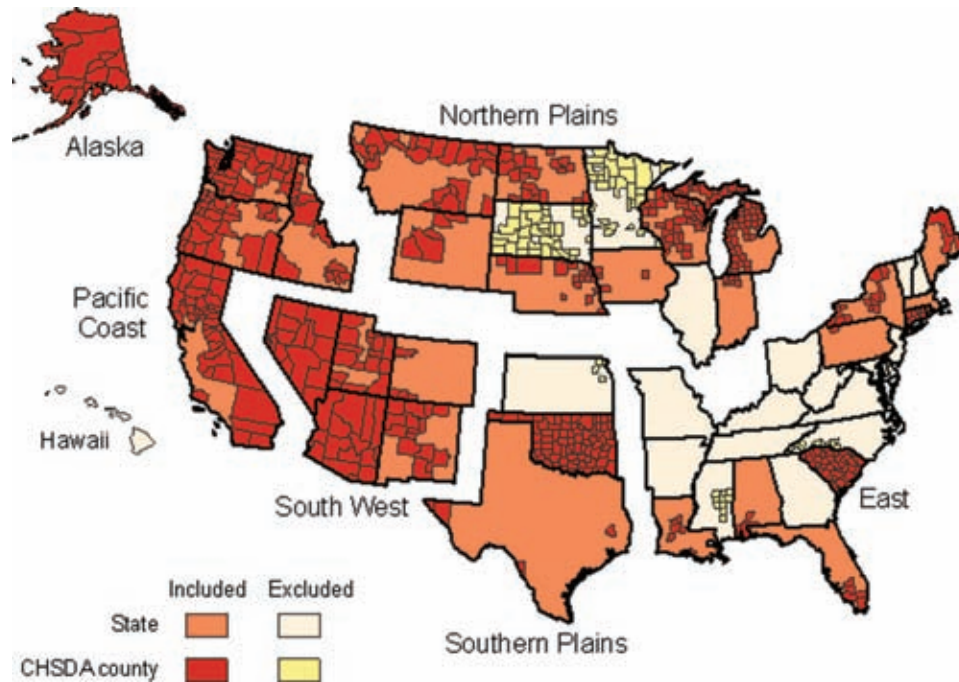 Northern Plains
Alaska
Pacific
Coast
Hawaii
South West
East
Southern Plains
Included Excluded
State
CHSDA county